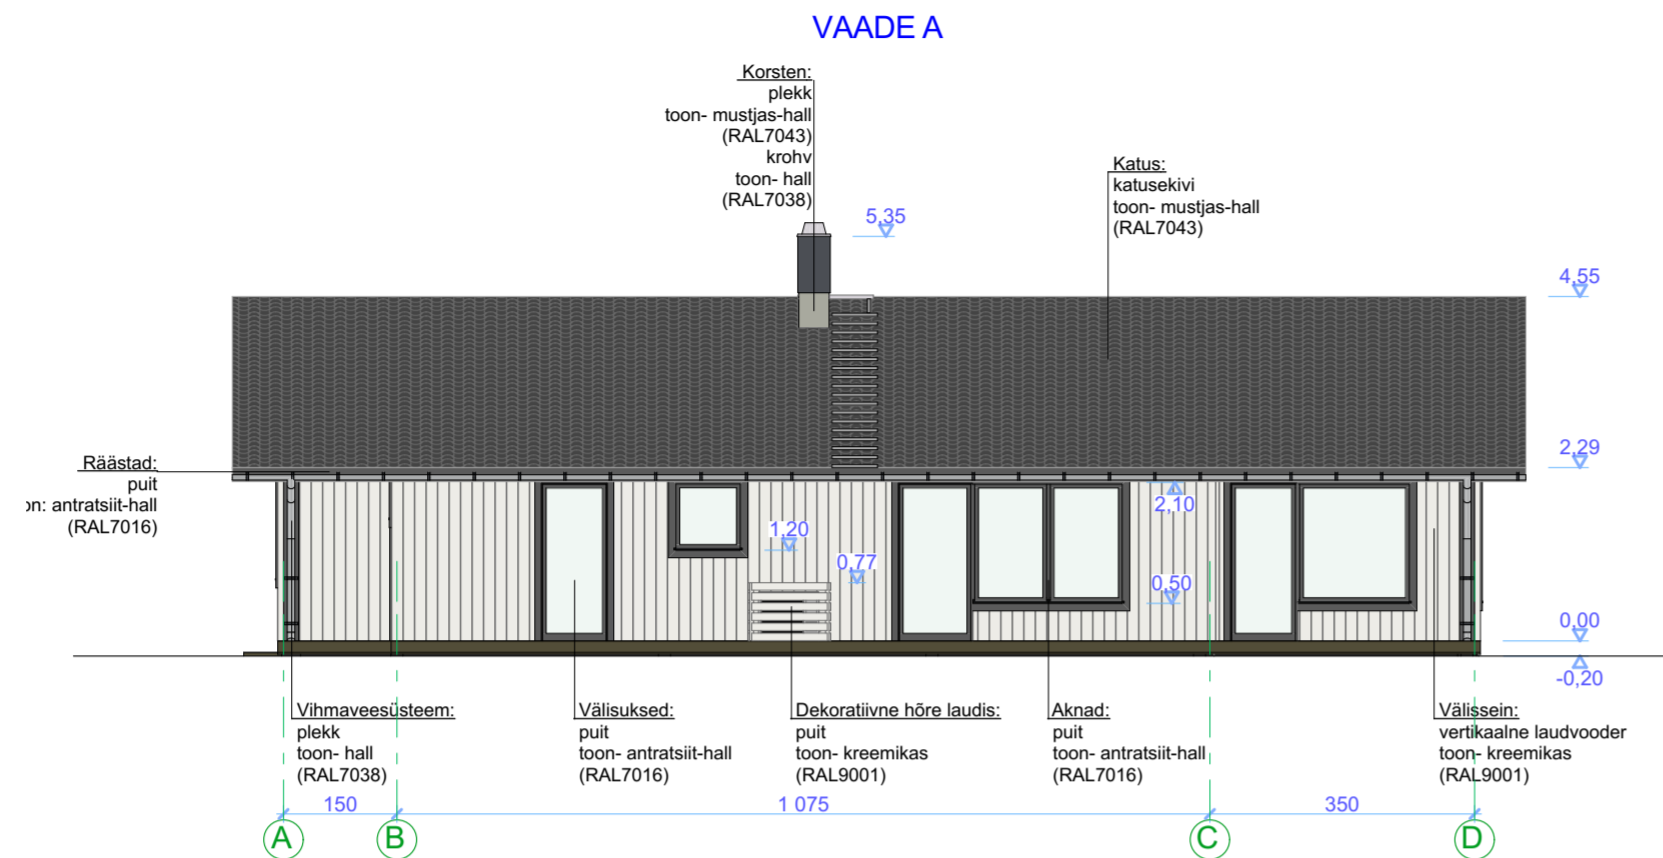 VAADE A
Korsten:
plekk
toon- mustjas-hall
(RAL7043)
krohv
toon- hall
(RAL7038)
Katus:
katusekivi
toon- mustjas-hall
(RAL7043)
5,35
4,55
2,29
Räästad:
puit
on: antratsiit-hall
(RAL7016)
2,10
1,20
0,77
0,50
0,00
-0,20
Vihmaveesüsteem:
plekk
toon- hall
(RAL7038)
Välisuksed:
puit
toon- antratsiit-hall
(RAL7016)
Dekoratiivne hõre laudis:
puit
toon- kreemikas
(RAL9001)
Aknad:
puit
toon- antratsiit-hall
(RAL7016)
Välissein:
vertikaalne laudvooder
toon- kreemikas
(RAL9001)
150
1 075
350
A
B
C
D